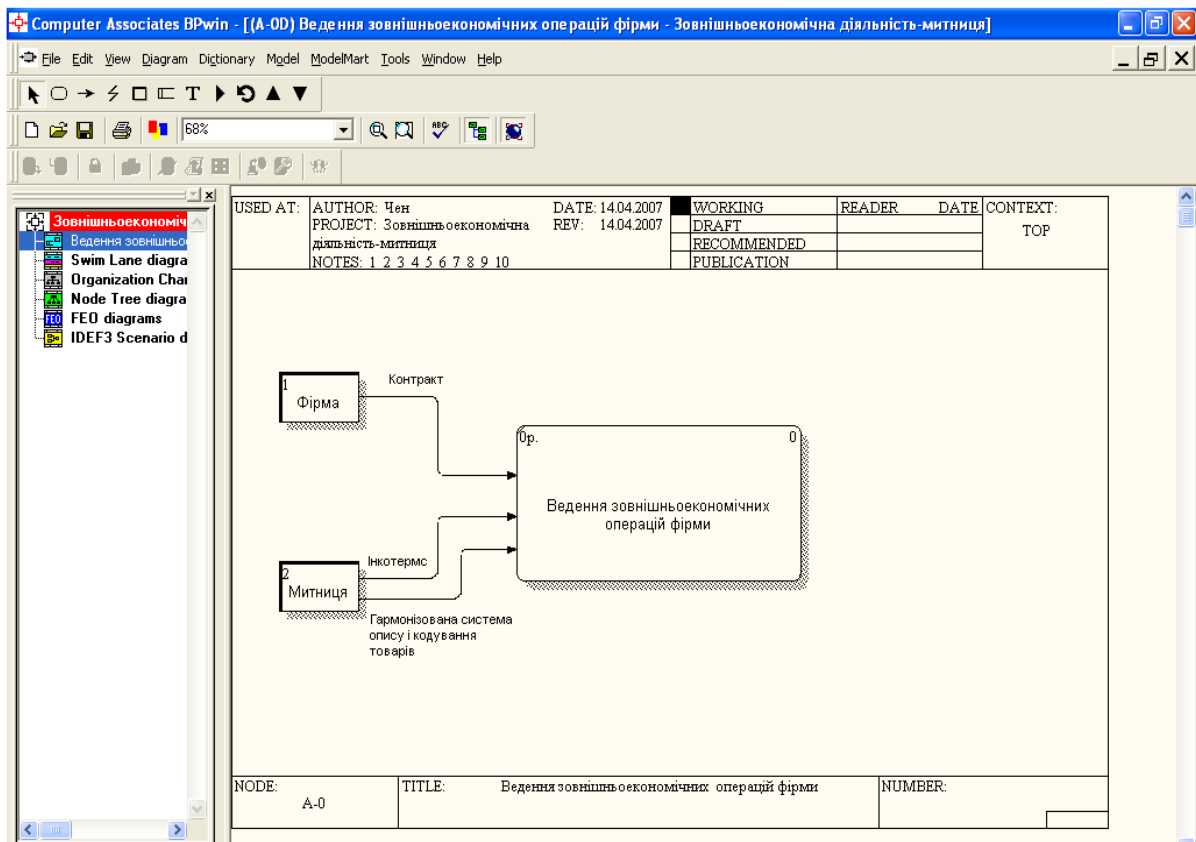 Computer Associates BPwin - [(A-0D) Ведення зовнішньоекономічних операцій фірми - Зовнішньоекономічна діяльність-митниця]
File Edit View Diagram Dictionary Model ModelMart Tools Window Help
T
68%
ABC
Зовнішньоекономіч
Ведення зовнішньо
Swim Lane diagra
Organization Char
Node Tree diagra
FEO diagrams
FEO
IDEF3 Scenario d
USED AT: AUTHOR: Чен DATE: 14.04.2007 WORKING READER DATE CONTEXT:
PROJECT: Зовнішньоекономічна REV: 14.04.2007 DRAFT TOP
діяльність-митниця RECOMMENDED
NOTES: 1 2 3 4 5 6 7 8 9 10 PUBLICATION
1
Фірма
Контракт
0р. 0
Ведення зовнішньоекономічних
операцій фірми
Інкотермс
2
Митниця
Гармонізована система
опису і кодування
товарів
NODE: TITLE: Ведення зовнішньоекономічних операцій фірми NUMBER:
A-0